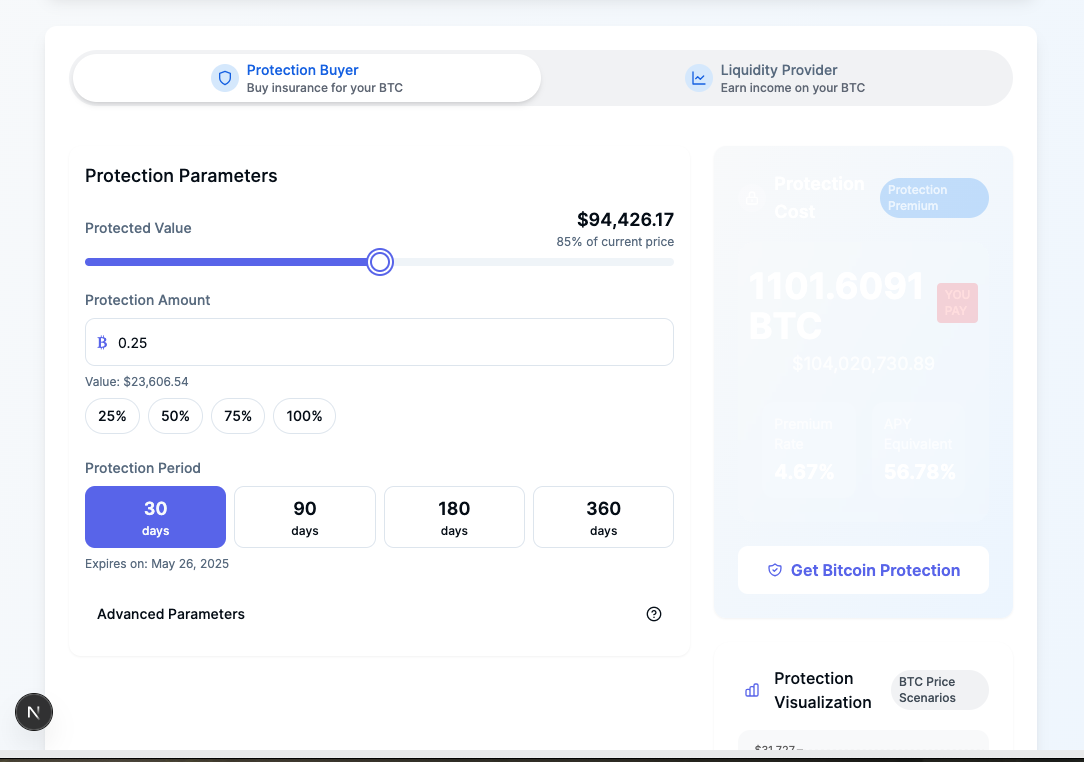 Protection Buyer
Buy insurance for your BTC
Liquidity Provider
Earn income on your BTC
Protection Parameters
Protected Value
$94,426.17
85% of current price
Protection Amount
₿ 0.25
Value: $23,606.54
25%
50%
75%
100%
Protection Period
30
days
90
days
180
days
360
days
Expires on: May 26, 2025
Advanced Parameters
Protection
Cost
Protection
Premium
1101.6091
BTC
YOU
PAY
$104,020,730.89
Premium
Rate
4.67%
APY
Equivalent
56.78%
Get Bitcoin Protection
Protection
Visualization
BTC Price
Scenarios
$31,727
N